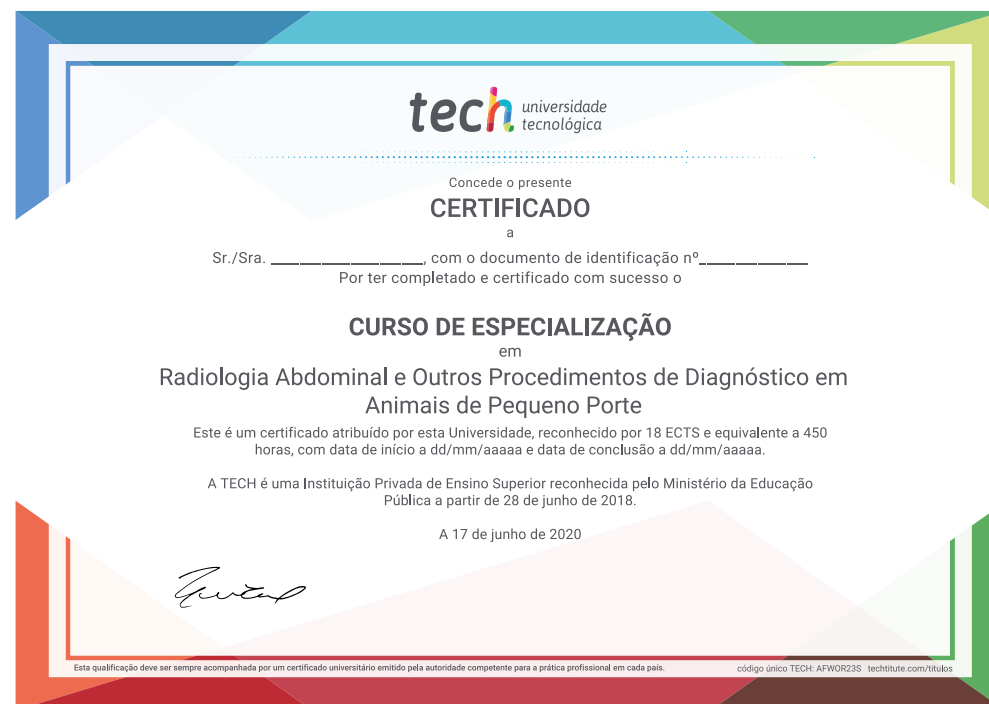 tech universidade
tecnológica
Concede o presente
CERTIFICADO
a
Sr./Sra. ____________________, com o documento de identificação nº______________
Por ter completado e certificado com sucesso o
CURSO DE ESPECIALIZAÇÃO
em
Radiologia Abdominal e Outros Procedimentos de Diagnóstico em
Animais de Pequeno Porte
Este é um certificado atribuído por esta Universidade, reconhecido por 18 ECTS e equivalente a 450
horas, com data de início a dd/mm/aaaaa e data de conclusão a dd/mm/aaaaa.
A TECH é uma Instituição Privada de Ensino Superior reconhecida pelo Ministério da Educação
Pública a partir de 28 de junho de 2018.
A 17 de junho de 2020
Esta qualificação deve ser sempre acompanhada por um certificado universitário emitido pela autoridade competente para a prática profissional em cada país.
código único TECH: AFWOR23S techtitute.com/titulos